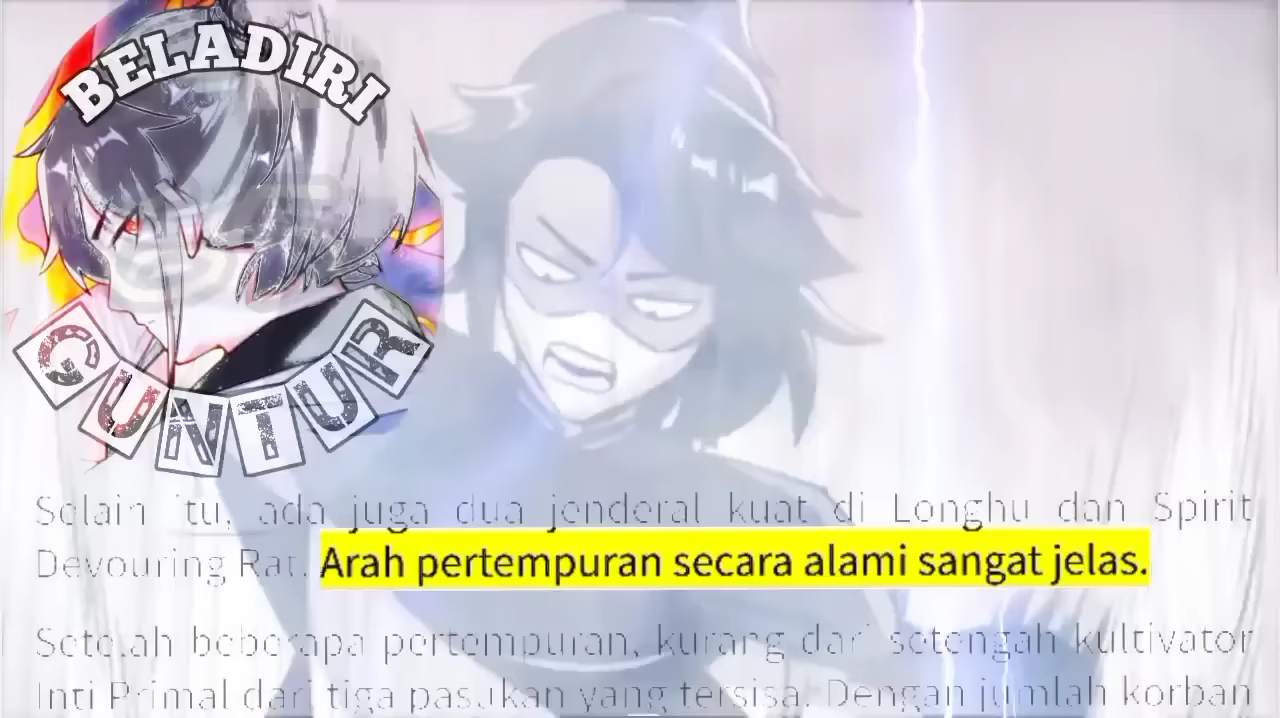 BELADIRI
GUNTUR
Selain itu, ada juga dua jenderal kuat di Longhu dan Spirit
Devouring Rat. Arah pertempuran secara alami sangat jelas.
Setelah beberapa pertempuran, kurang dari setengah kultivator
Inti Primal dari tiga pasukan yang tersisa. Dengan jumlah korban